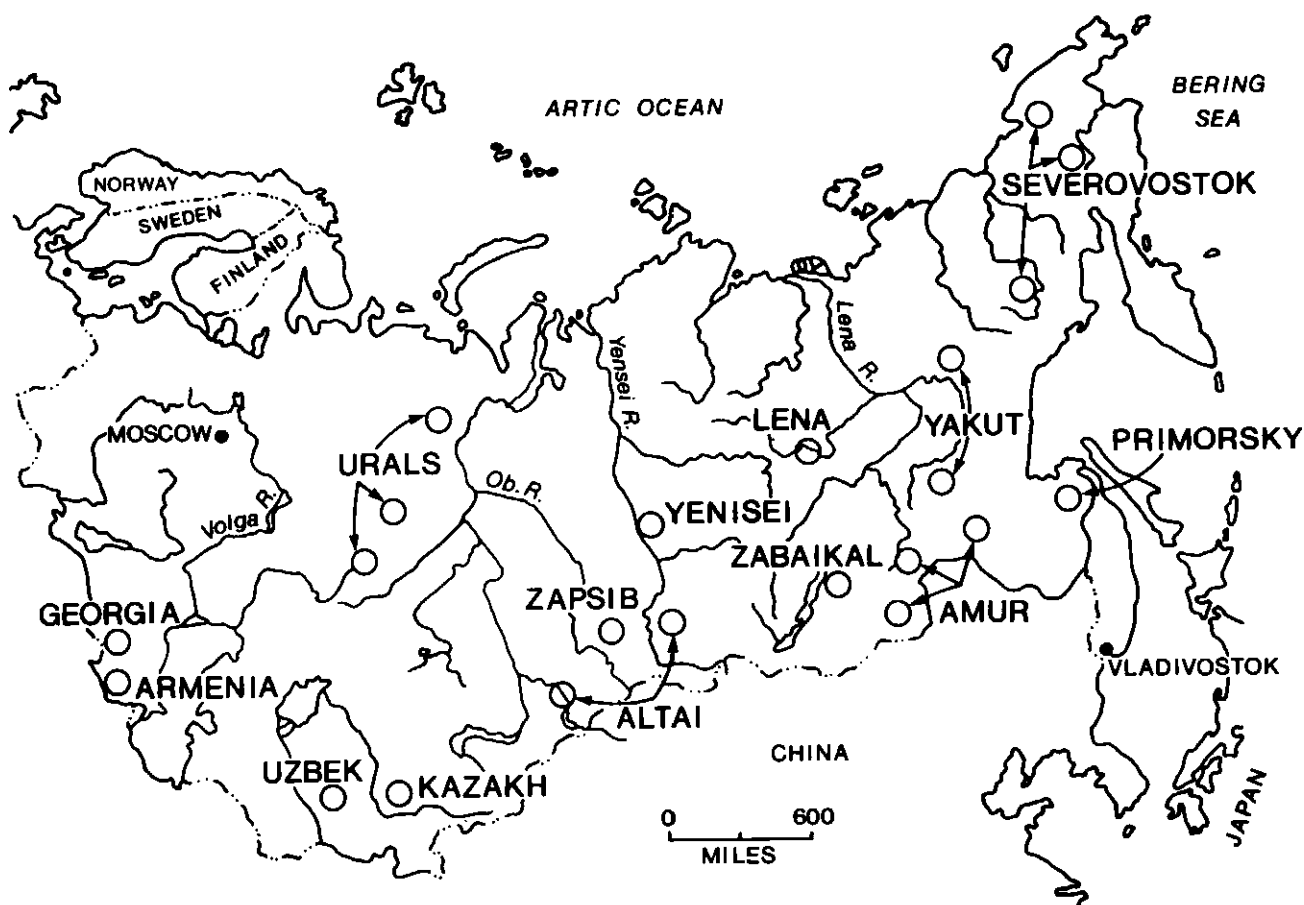 ARTIC OCEAN
BERING
SEA
NORWAY
SWEDEN
FINLAND
SEVEROVOSTOK
Yensei R.
Lena R.
MOSCOW
URALS
LENA
YAKUT
PRIMORSKY
Volga R.
Ob. R.
YENISEI
ZABAIKAL
GEORGIA
ZAPSIB
AMUR
ARMENIA
VLADIVOSTOK
ALTAI
CHINA
UZBEK
KAZAKH
JAPAN
0 600
MILES